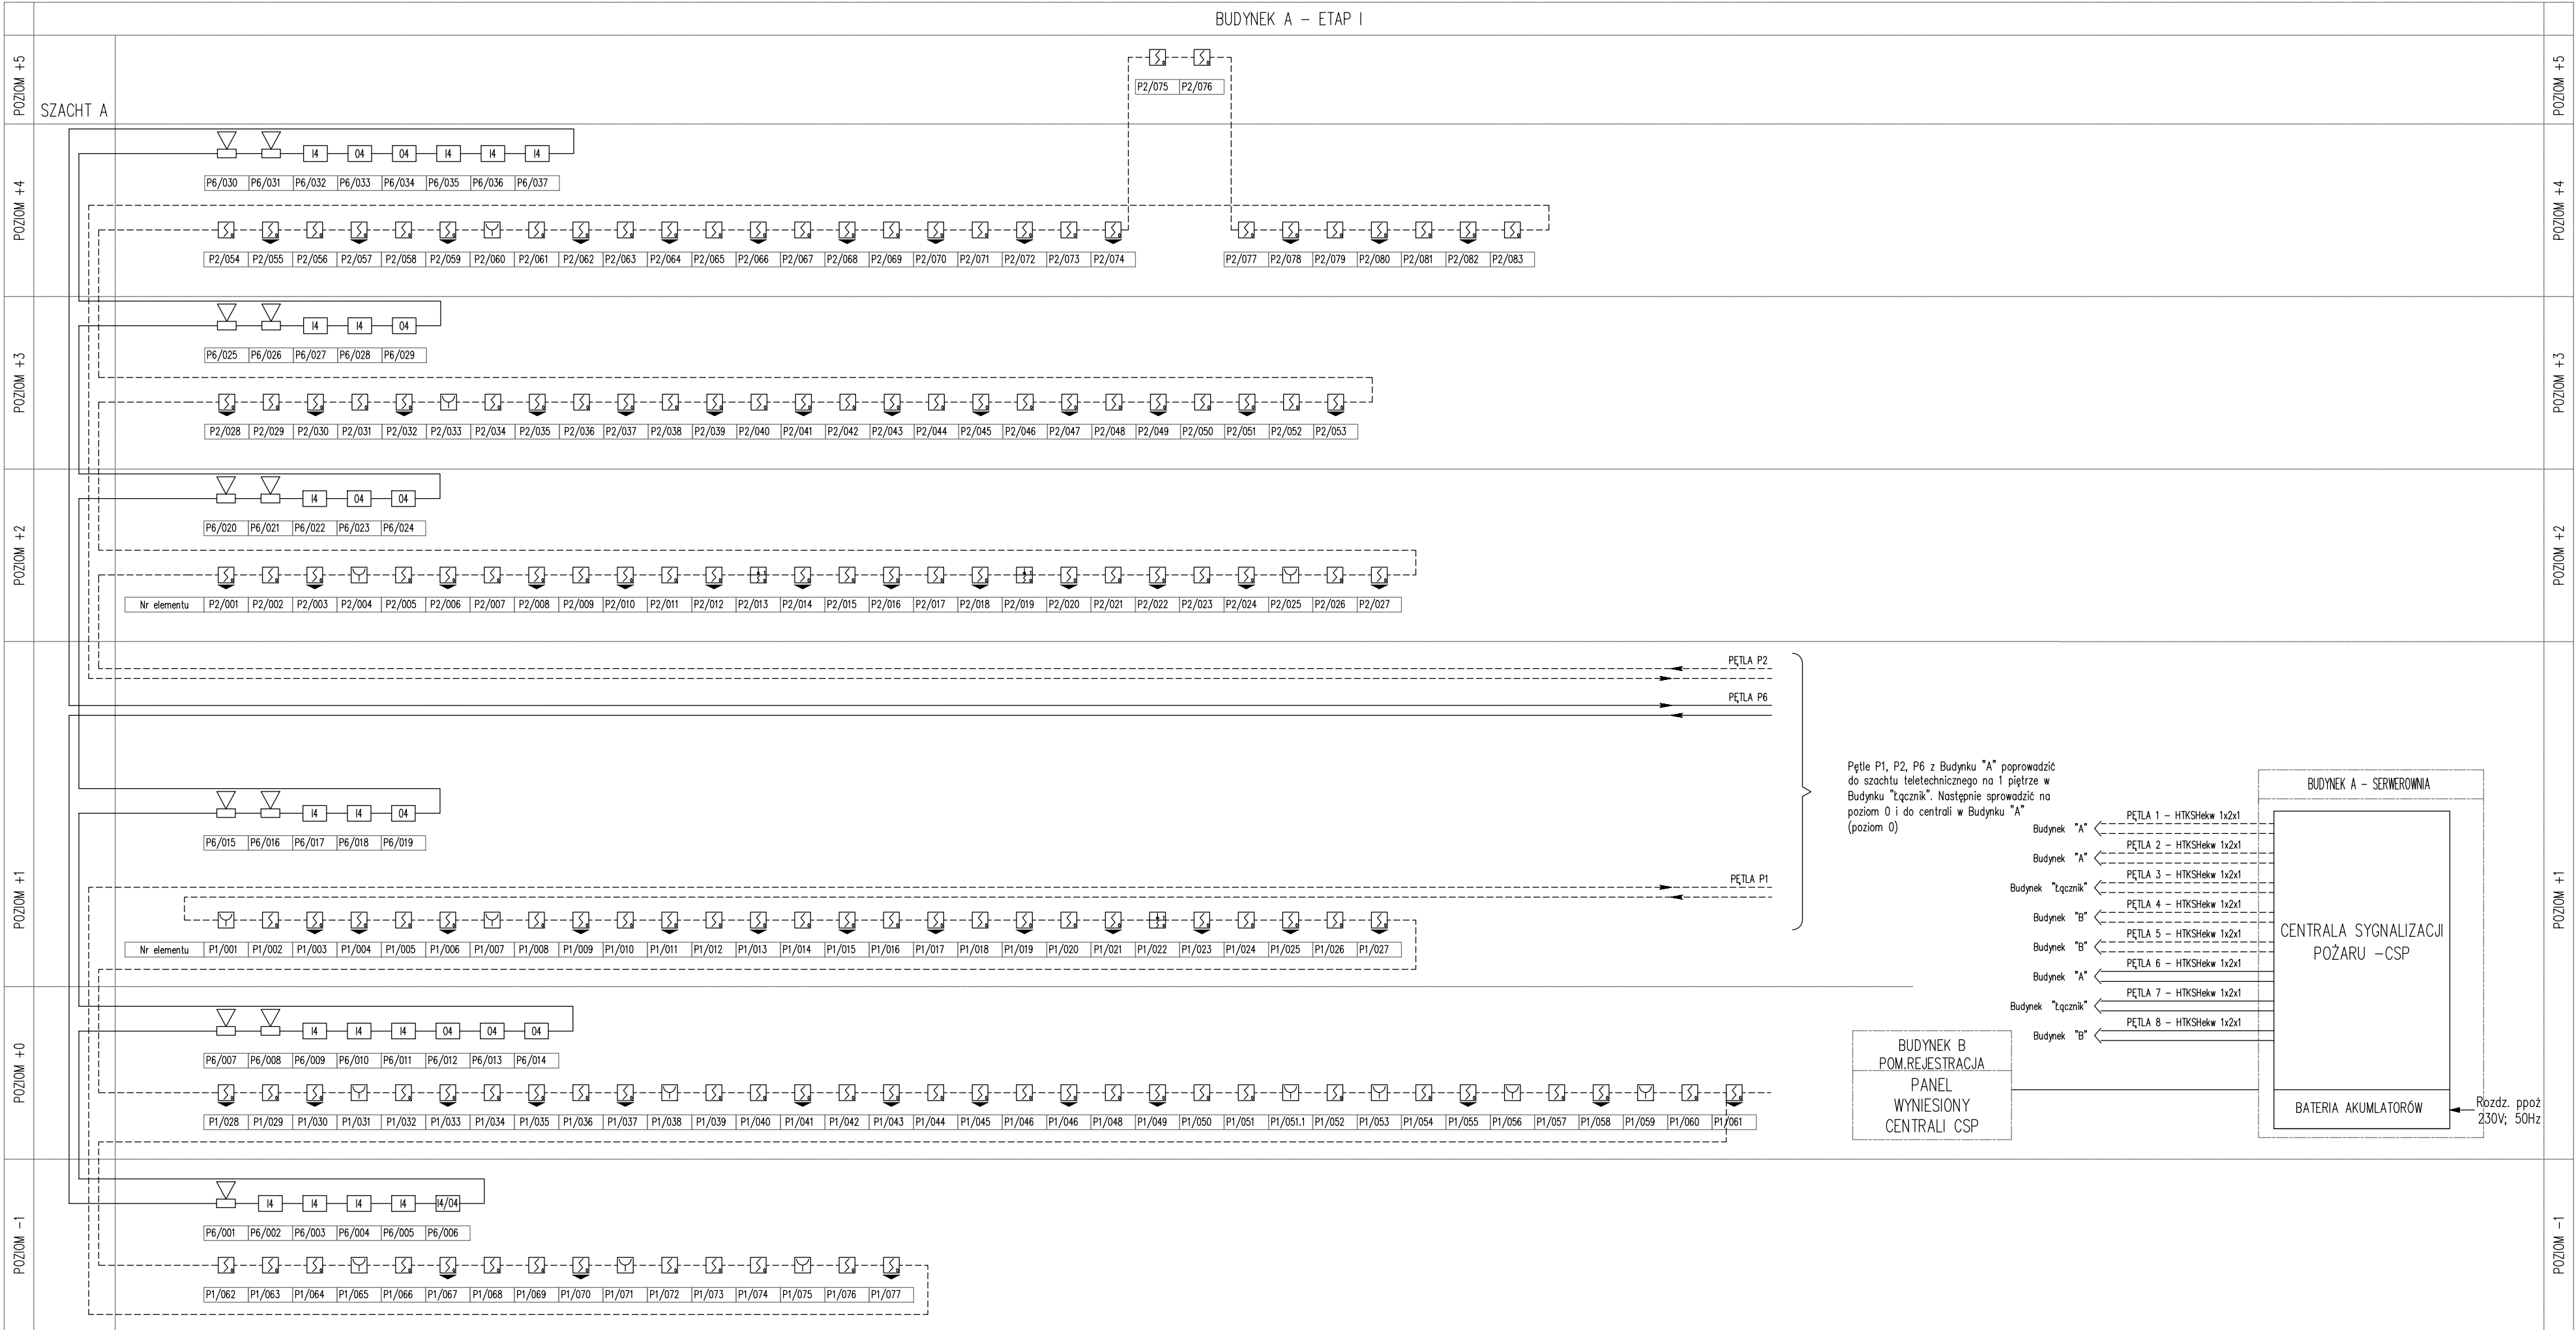 BUDYNEK A – ETAP I
POZIOM +5
SZACHT A
P2/075 P2/076
POZIOM +5
POZIOM +4
I4 O4 O4 I4 I4 I4
P6/030 P6/031 P6/032 P6/033 P6/034 P6/035 P6/036 P6/037
P2/054 P2/055 P2/056 P2/057 P2/058 P2/059 P2/060 P2/061 P2/062 P2/063 P2/064 P2/065 P2/066 P2/067 P2/068 P2/069 P2/070 P2/071 P2/072 P2/073 P2/074 P2/077 P2/078 P2/079 P2/080 P2/081 P2/082 P2/083
POZIOM +4
POZIOM +3
I4 I4 O4
P6/025 P6/026 P6/027 P6/028 P6/029
P2/028 P2/029 P2/030 P2/031 P2/032 P2/033 P2/034 P2/035 P2/036 P2/037 P2/038 P2/039 P2/040 P2/041 P2/042 P2/043 P2/044 P2/045 P2/046 P2/047 P2/048 P2/049 P2/050 P2/051 P2/052 P2/053
POZIOM +3
POZIOM +2
I4 O4 O4
P6/020 P6/021 P6/022 P6/023 P6/024
Nr elementu P2/001 P2/002 P2/003 P2/004 P2/005 P2/006 P2/007 P2/008 P2/009 P2/010 P2/011 P2/012 P2/013 P2/014 P2/015 P2/016 P2/017 P2/018 P2/019 P2/020 P2/021 P2/022 P2/023 P2/024 P2/025 P2/026 P2/027
POZIOM +2
POZIOM +1
PĘTLA P2
PĘTLA P6
I4 I4 O4
P6/015 P6/016 P6/017 P6/018 P6/019
PĘTLA P1
Nr elementu P1/001 P1/002 P1/003 P1/004 P1/005 P1/006 P1/007 P1/008 P1/009 P1/010 P1/011 P1/012 P1/013 P1/014 P1/015 P1/016 P1/017 P1/018 P1/019 P1/020 P1/021 P1/022 P1/023 P1/024 P1/025 P1/026 P1/027
Pętle P1, P2, P6 z Budynku "A" poprowadzić
do szachtu teletechnicznego na 1 piętrze w
Budynku "Łącznik". Następnie sprowadzić na
poziom 0 i do centrali w Budynku "A"
(poziom 0)
BUDYNEK A – SERWEROWNIA
Budynek "A" PĘTLA 1 – HTKSHekw 1x2x1
Budynek "A" PĘTLA 2 – HTKSHekw 1x2x1
Budynek "Łącznik" PĘTLA 3 – HTKSHekw 1x2x1
Budynek "B" PĘTLA 4 – HTKSHekw 1x2x1
Budynek "B" PĘTLA 5 – HTKSHekw 1x2x1
Budynek "A" PĘTLA 6 – HTKSHekw 1x2x1
Budynek "Łącznik" PĘTLA 7 – HTKSHekw 1x2x1
Budynek "B" PĘTLA 8 – HTKSHekw 1x2x1
CENTRALA SYGNALIZACJI
POŻARU –CSP
BATERIA AKUMLATORÓW
Rozdz. ppoż
230V; 50Hz
BUDYNEK B
POM.REJESTRACJA
PANEL
WYNIESIONY
CENTRALI CSP
POZIOM +1
POZIOM +0
I4 I4 I4 O4 O4 O4
P6/007 P6/008 P6/009 P6/010 P6/011 P6/012 P6/013 P6/014
P1/028 P1/029 P1/030 P1/031 P1/032 P1/033 P1/034 P1/035 P1/036 P1/037 P1/038 P1/039 P1/040 P1/041 P1/042 P1/043 P1/044 P1/045 P1/046 P1/046 P1/048 P1/049 P1/050 P1/051 P1/051.1 P1/052 P1/053 P1/054 P1/055 P1/056 P1/057 P1/058 P1/059 P1/060 P1/061
POZIOM -1
I4 I4 I4 I4 I4/O4
P6/001 P6/002 P6/003 P6/004 P6/005 P6/006
P1/062 P1/063 P1/064 P1/065 P1/066 P1/067 P1/068 P1/069 P1/070 P1/071 P1/072 P1/073 P1/074 P1/075 P1/076 P1/077
POZIOM -1